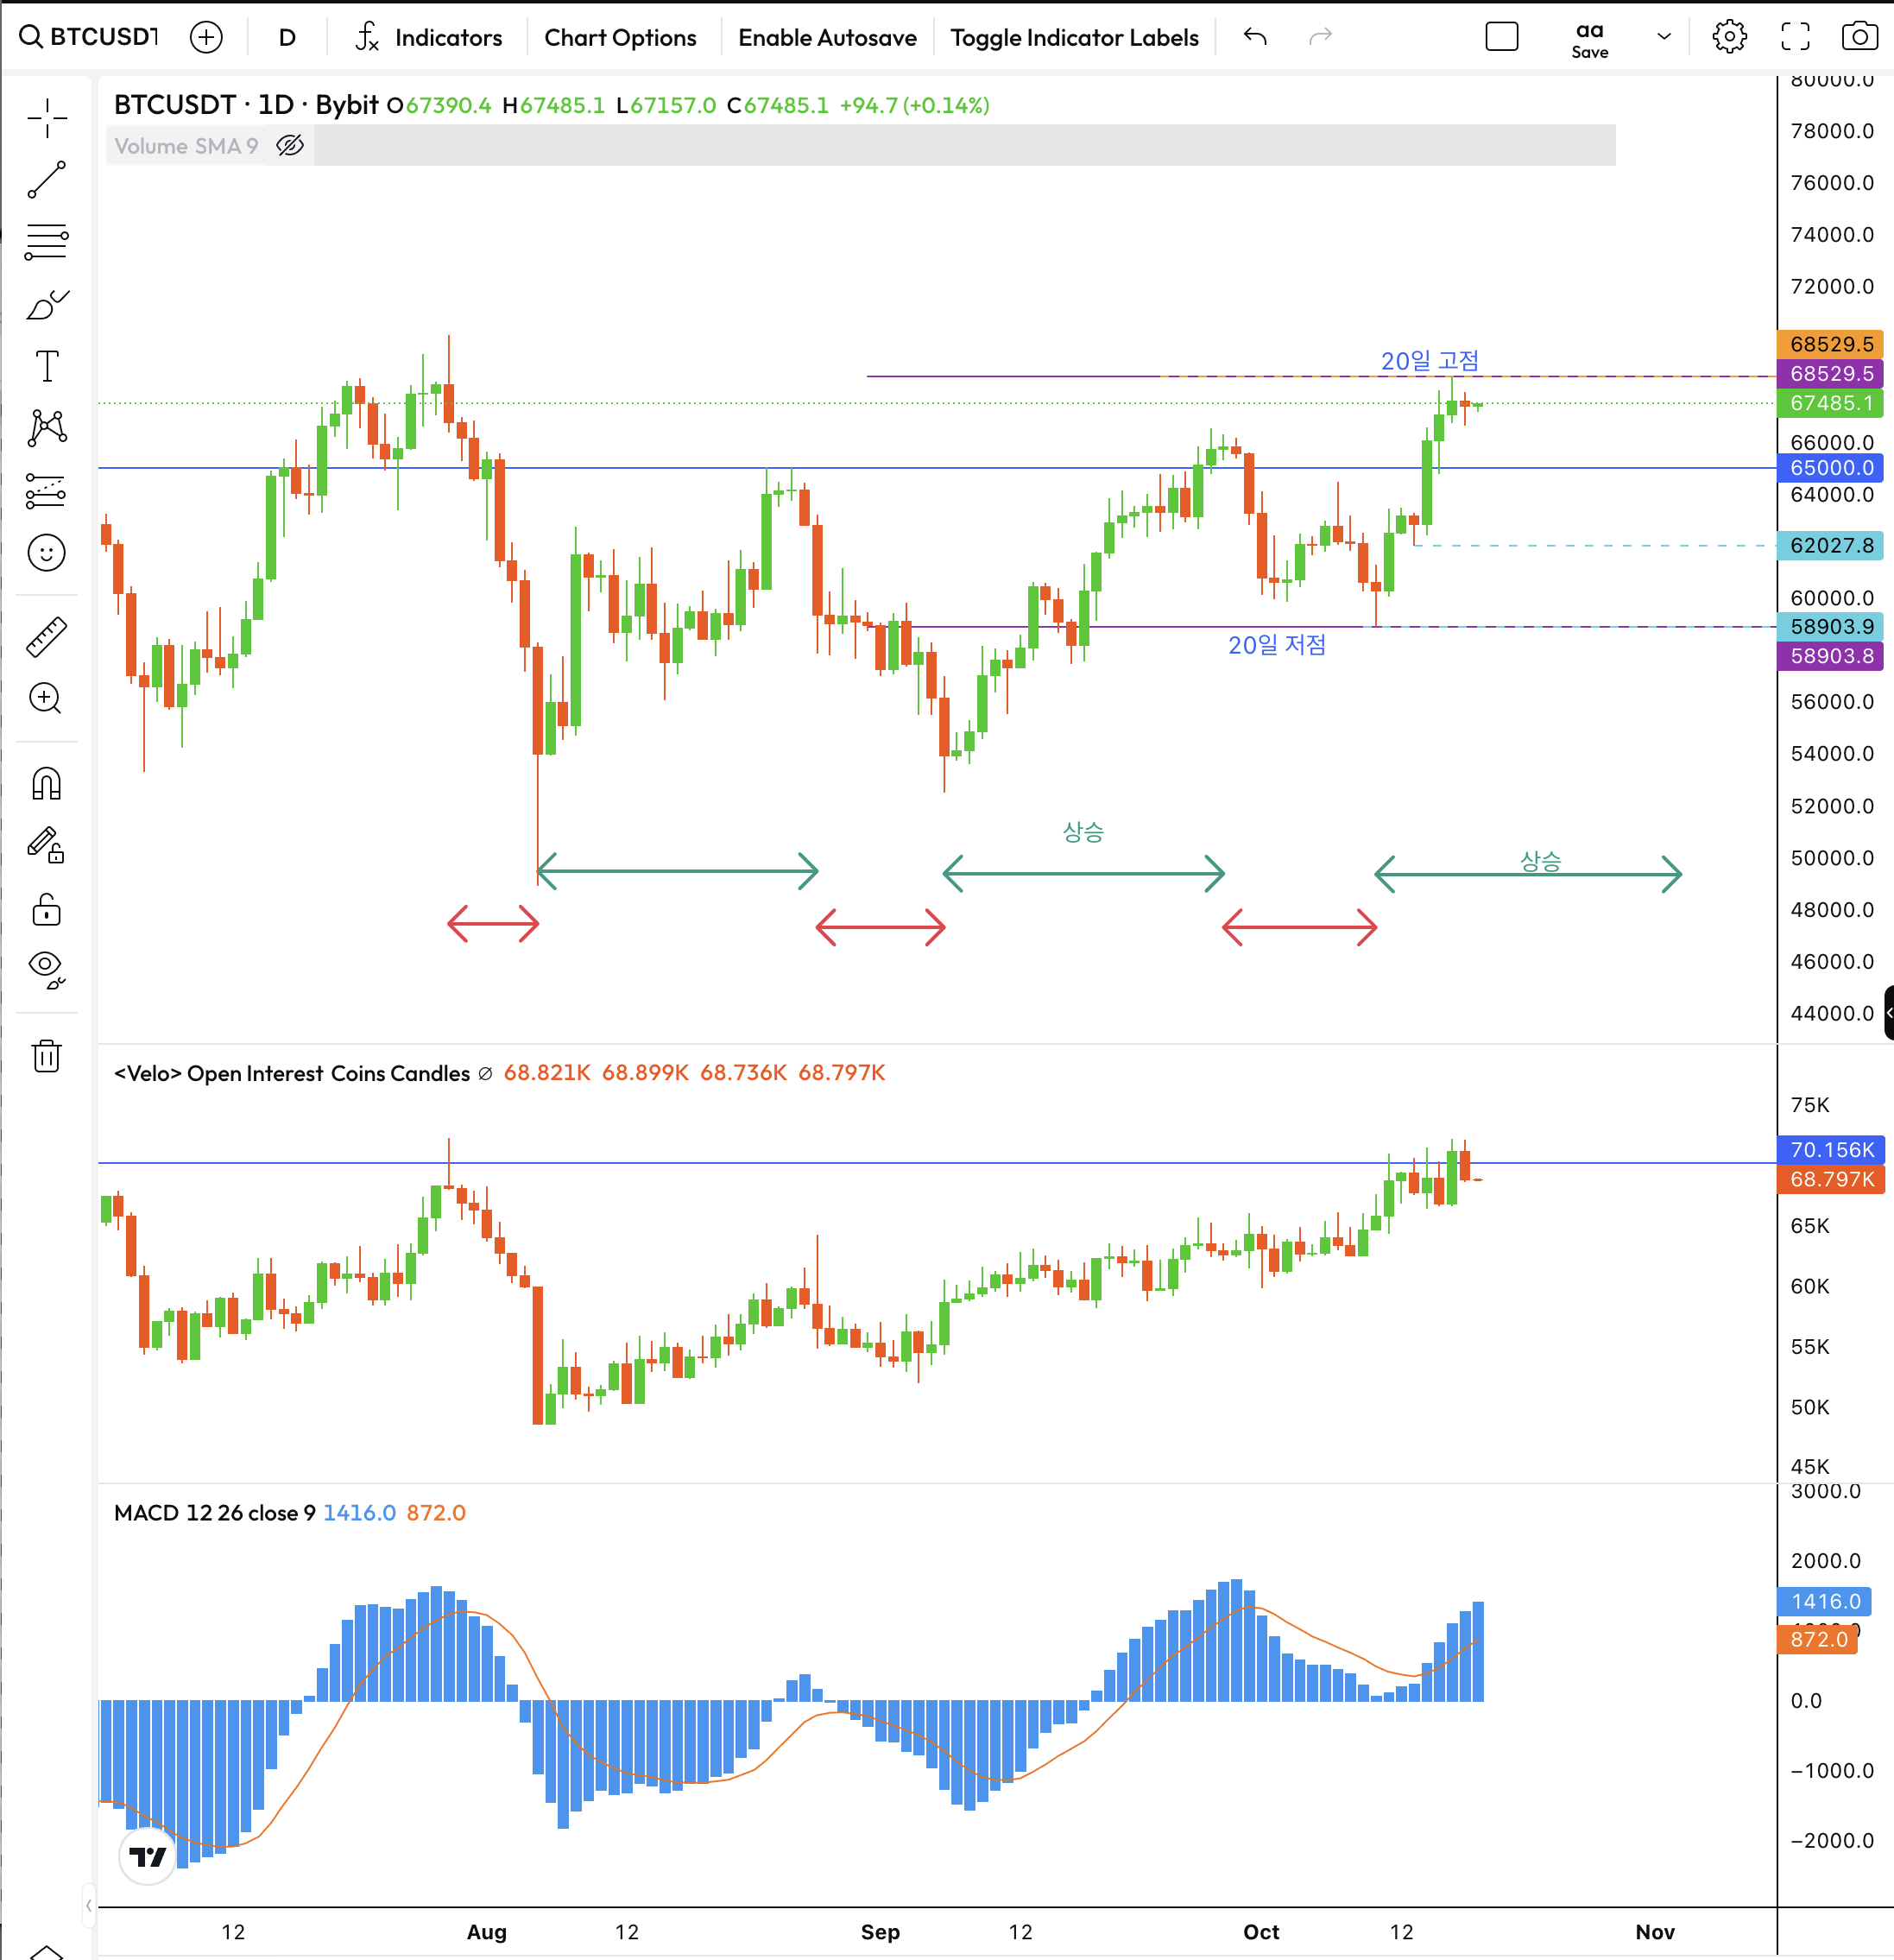 BTCUSDT
D
Indicators
Chart Options
Enable Autosave
Toggle Indicator Labels
aa
Save
BTCUSDT · 1D · Bybit O67390.4 H67485.1 L67157.0 C67485.1 +94.7 (+0.14%)
Volume SMA 9
80000.0
78000.0
76000.0
74000.0
72000.0
20일 고점
68529.5
68529.5
67485.1
66000.0
65000.0
64000.0
62027.8
60000.0
58903.9
20일 저점
58903.8
56000.0
54000.0
52000.0
상승
상승
50000.0
48000.0
46000.0
44000.0
<Velo> Open Interest Coins Candles ∅ 68.821K 68.899K 68.736K 68.797K
75K
70.156K
68.797K
65K
60K
55K
50K
45K
MACD 12 26 close 9 1416.0 872.0
3000.0
2000.0
1416.0
872.0
0.0
−1000.0
−2000.0
12 Aug 12 Sep 12 Oct 12 Nov